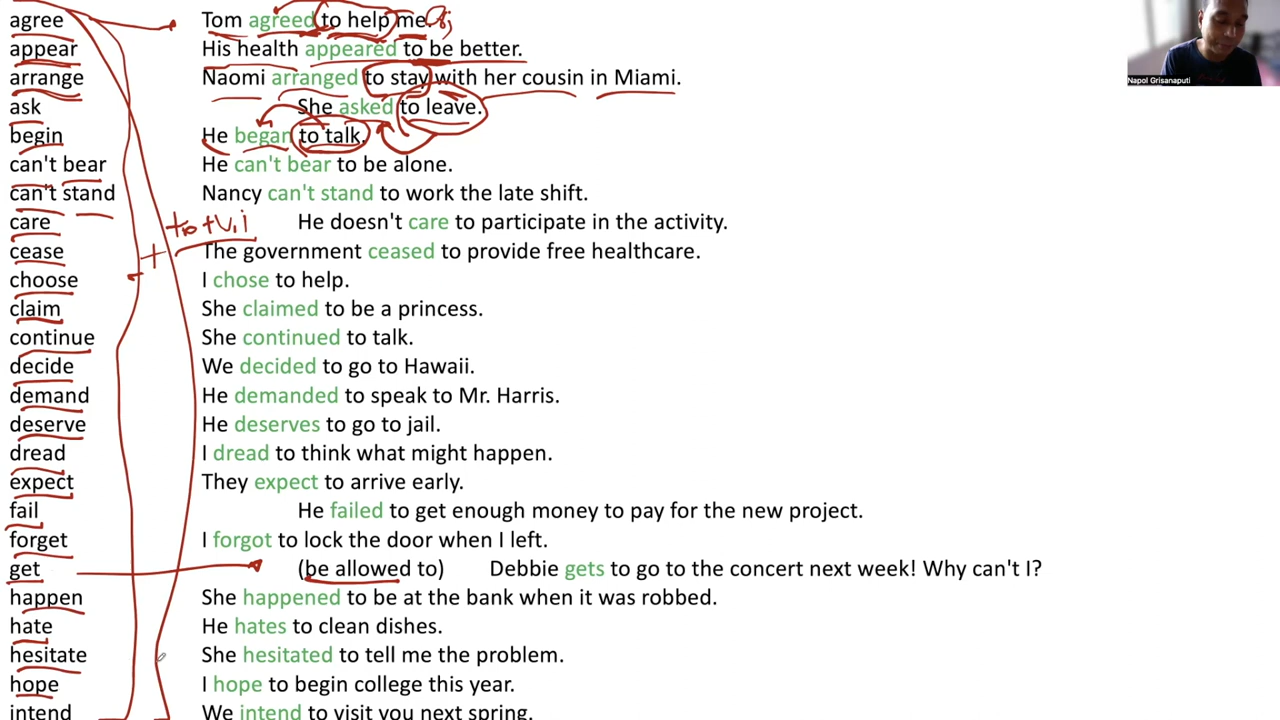 agree Tom agreed to help me.
appear His health appeared to be better.
arrange Naomi arranged to stay with her cousin in Miami.
ask She asked to leave.
begin He began to talk.
can't bear He can't bear to be alone.
can't stand Nancy can't stand to work the late shift.
care He doesn't care to participate in the activity.
+ to + V.i
cease The government ceased to provide free healthcare.
choose I chose to help.
claim She claimed to be a princess.
continue She continued to talk.
decide We decided to go to Hawaii.
demand He demanded to speak to Mr. Harris.
deserve He deserves to go to jail.
dread I dread to think what might happen.
expect They expect to arrive early.
fail He failed to get enough money to pay for the new project.
forget I forgot to lock the door when I left.
get (be allowed to) Debbie gets to go to the concert next week! Why can't I?
happen She happened to be at the bank when it was robbed.
hate He hates to clean dishes.
hesitate She hesitated to tell me the problem.
hope I hope to begin college this year.
intend We intend to visit you next spring.
Napol Grisanaputi